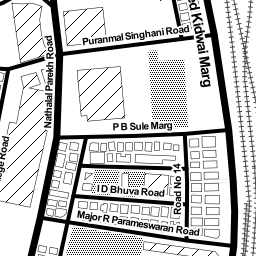 d Kidwai Marg
Puranmal Singhani Road
Nathalal Parekh Road
P B Sule Marg
ge Road
I D Bhuva Road
Road No 14
Major R Parameswaran Road